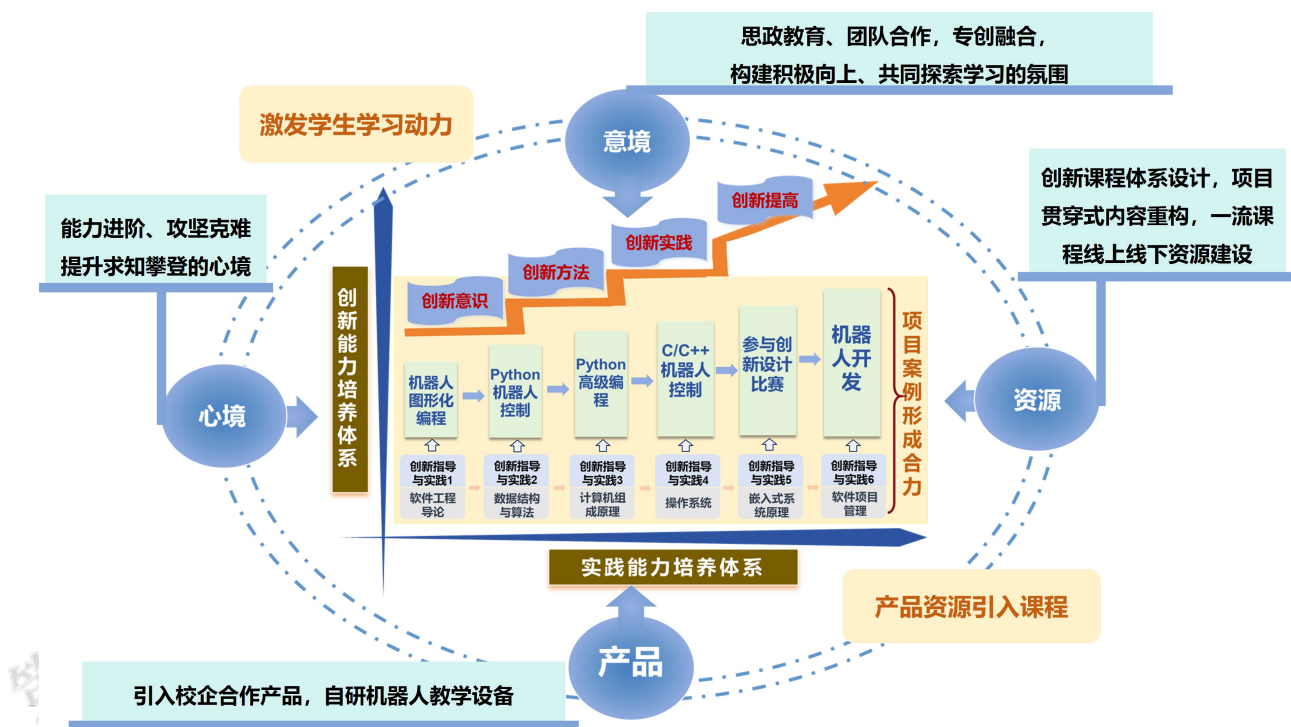 思政教育、团队合作，专创融合，
构建积极向上、共同探索学习的氛围
激发学生学习动力
意境
创新课程体系设计，项目
贯穿式内容重构，一流课
程线上线下资源建设
能力进阶、攻坚克难
提升求知攀登的心境
创新提高
创新实践
创新方法
创新意识
创新能力培养体系
心境
资源
项目案例形成合力
机器人
图形化
编程
Python
机器人
控制
Python
高级编
程
C/C++
机器人
控制
参与创
新设计
比赛
机器
人开
发
创新指导
与实践1
创新指导
与实践2
创新指导
与实践3
创新指导
与实践4
创新指导
与实践5
创新指导
与实践6
软件工程
导论
数据结构
与算法
计算机组
成原理
操作系统
嵌入式系
统原理
软件项目
管理
实践能力培养体系
产品资源引入课程
产品
引入校企合作产品，自研机器人教学设备